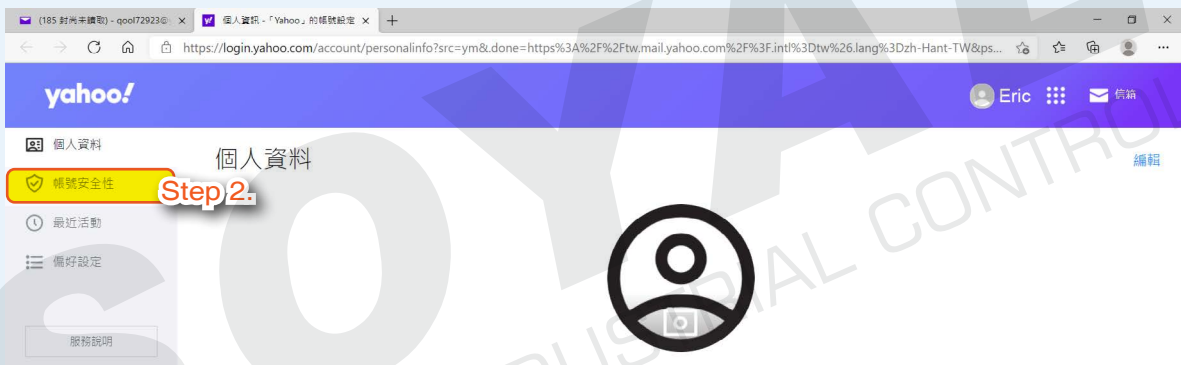 (185 封尚未讀取) - qool72923@
個人資訊 - 「Yahoo」的帳號設定
https://login.yahoo.com/account/personalinfo?src=ym&.done=https%3A%2F%2Ftw.mail.yahoo.com%2F%3F.intl%3Dtw%26.lang%3Dzh-Hant-TW&ps...
yahoo!
Eric
信箱
個人資料
個人資料
編輯
帳號安全性
Step 2.
最近活動
偏好設定
服務說明
SOYAL
CONTROL